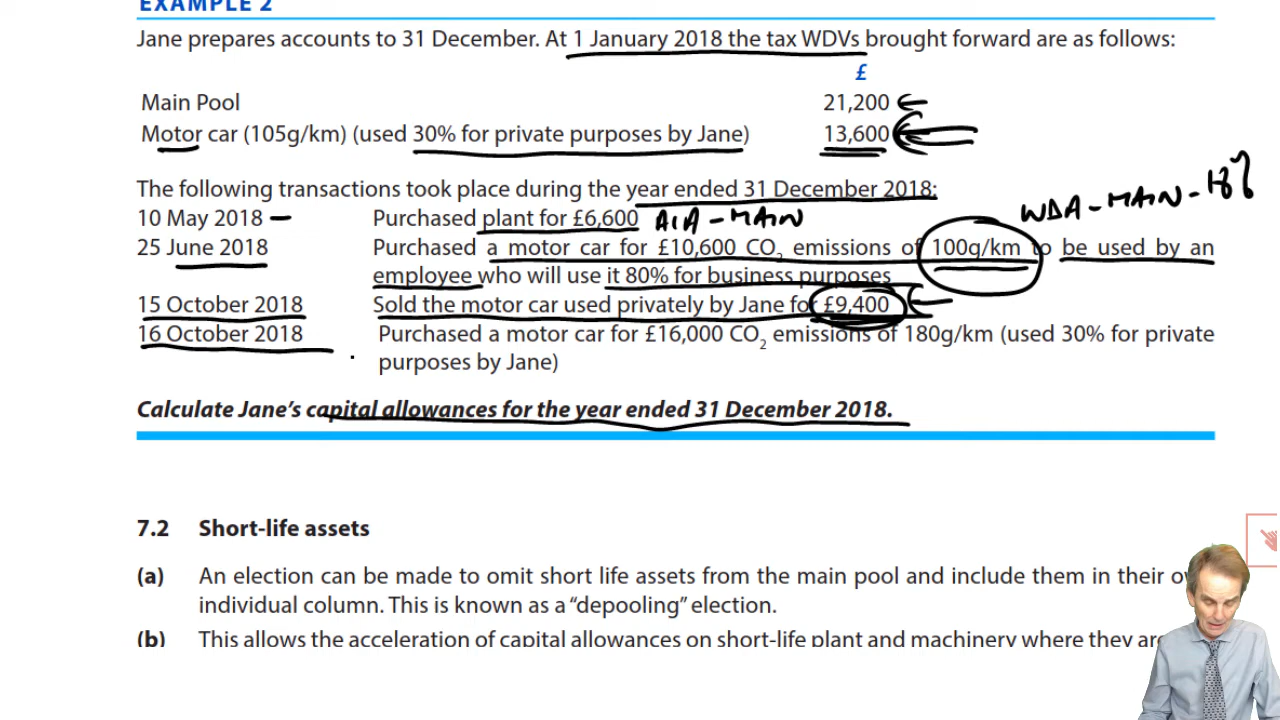 EXAMPLE 2
Jane prepares accounts to 31 December. At 1 January 2018 the tax WDVs brought forward are as follows:
£
Main Pool 21,200
Motor car (105g/km) (used 30% for private purposes by Jane) 13,600
The following transactions took place during the year ended 31 December 2018:
WDA - MAIN - 18%
10 May 2018 Purchased plant for £6,600 AIA - MAIN
25 June 2018 Purchased a motor car for £10,600 CO2 emissions of 100g/km to be used by an
employee who will use it 80% for business purposes
15 October 2018 Sold the motor car used privately by Jane for £9,400
16 October 2018 Purchased a motor car for £16,000 CO2 emissions of 180g/km (used 30% for private
purposes by Jane)
Calculate Jane's capital allowances for the year ended 31 December 2018.
7.2 Short-life assets
(a) An election can be made to omit short life assets from the main pool and include them in their
individual column. This is known as a "depooling" election.
(b) This allows the acceleration of capital allowances on short-life plant and machinery where they